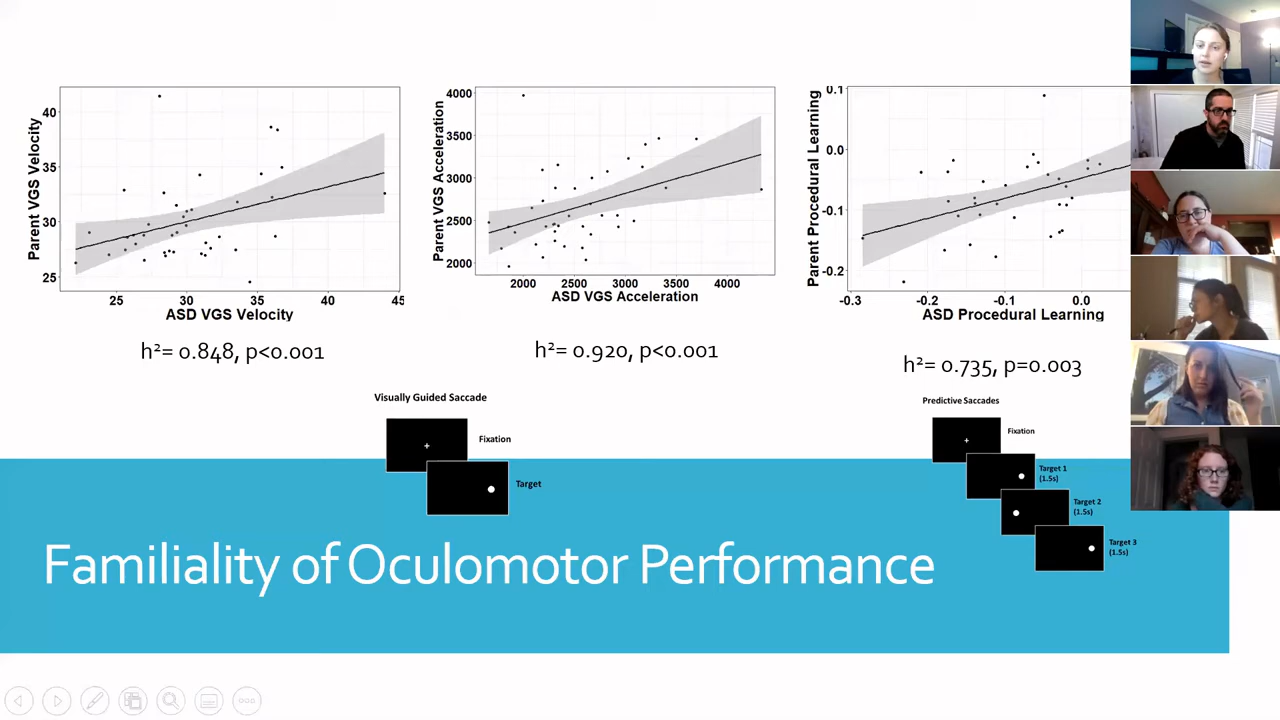 40
35
30
25
Parent VGS Velocity
25
30
35
40
45
ASD VGS Velocity
4000
3500
3000
2500
2000
Parent VGS Acceleration
2000
2500
3000
3500
4000
ASD VGS Acceleration
0.1
0.0
-0.1
-0.2
Parent Procedural Learning
-0.3
-0.2
-0.1
0.0
ASD Procedural Learning
h²= 0.848, p<0.001
h²= 0.920, p<0.001
h²= 0.735, p=0.003
Visually Guided Saccade
Fixation
Target
Predictive Saccades
Fixation
Target 1
(1.5s)
Target 2
(1.5s)
Target 3
(1.5s)
Familiality of Oculomotor Performance